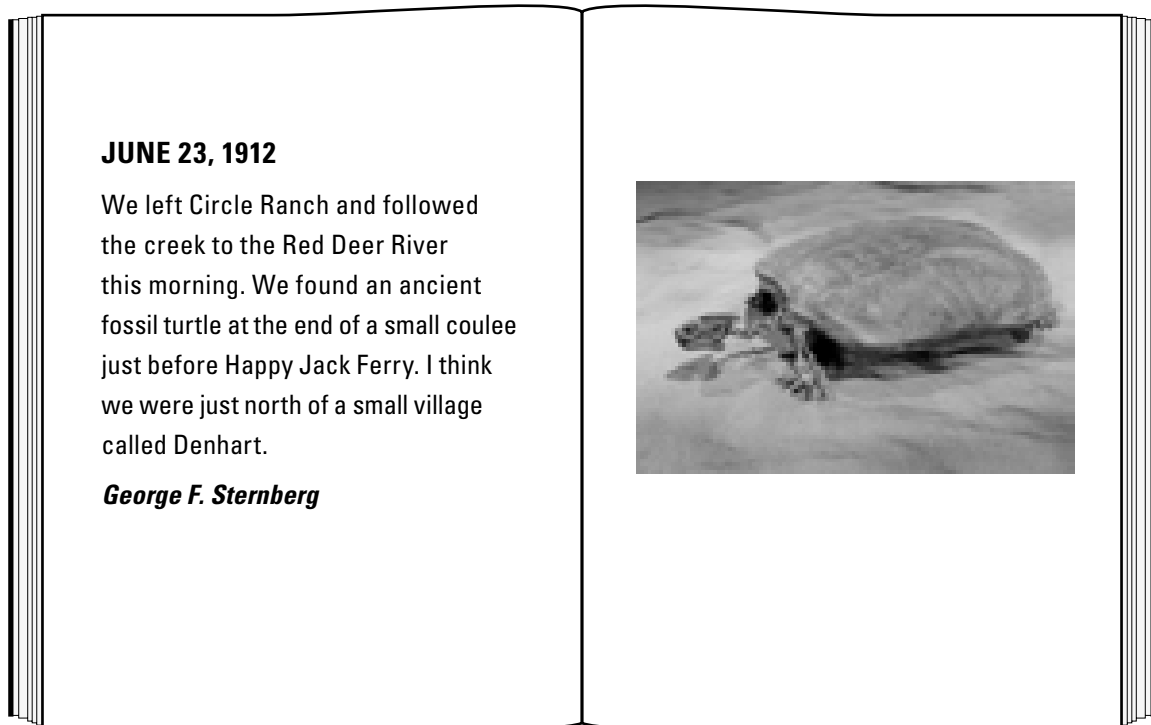 JUNE 23, 1912
We left Circle Ranch and followed
the creek to the Red Deer River
this morning. We found an ancient
fossil turtle at the end of a small coulee
just before Happy Jack Ferry. I think
we were just north of a small village
called Denhart.
George F. Sternberg